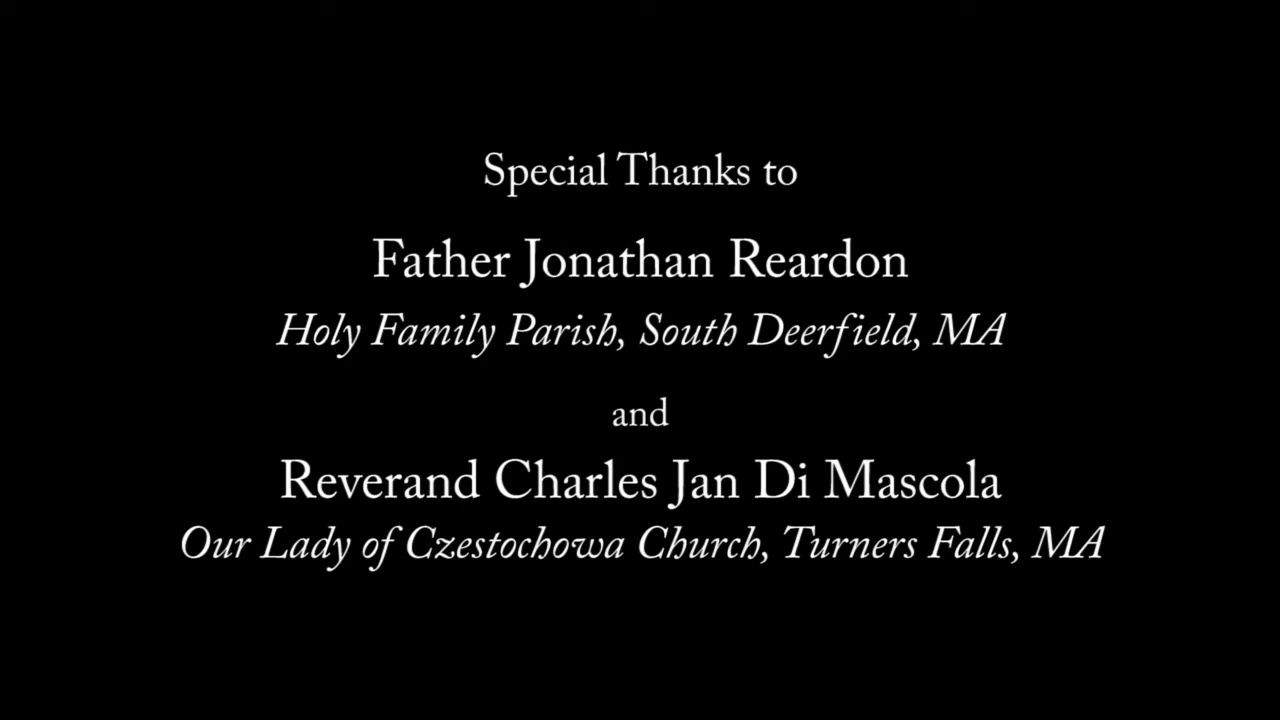 Special Thanks to
Father Jonathan Reardon
Holy Family Parish, South Deerfield, MA
and
Reverand Charles Jan Di Mascola
Our Lady of Czestochowa Church, Turners Falls, MA